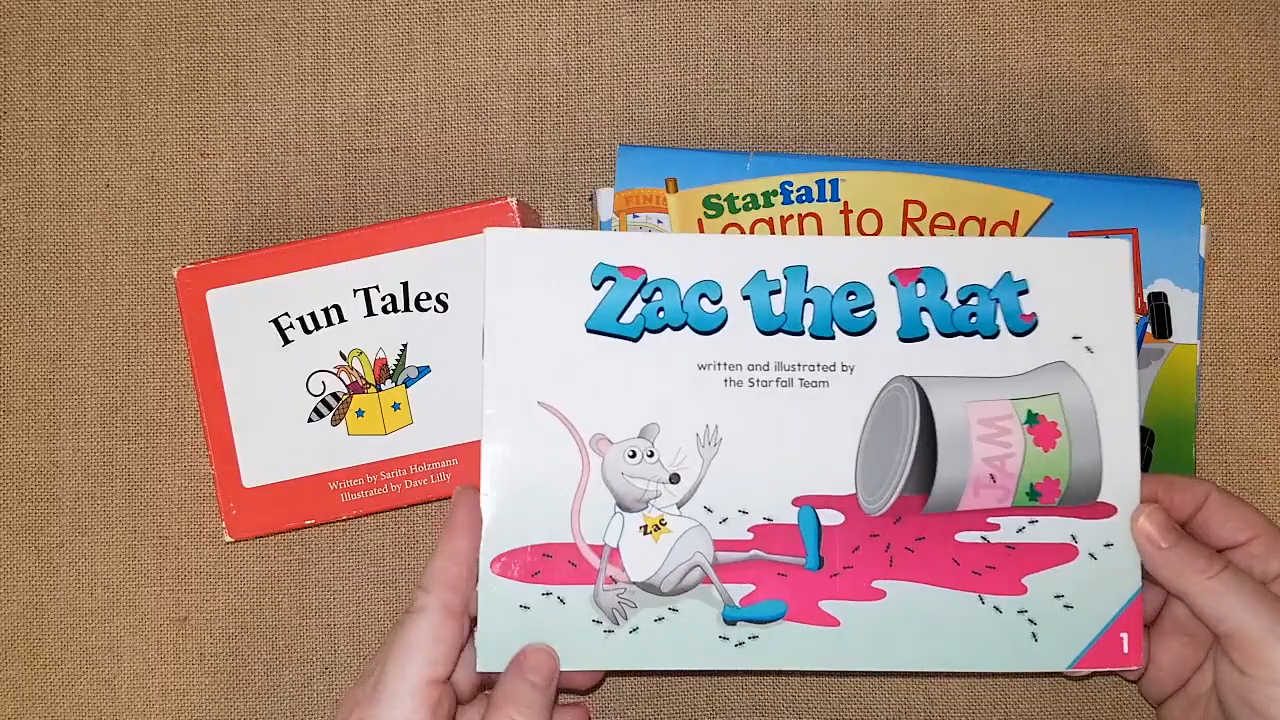 Fun Tales
Written by Sarita Holzmann
Illustrated by Dave Lilly
Starfall™
Learn to Read
Zac the Rat
written and illustrated by
the Starfall Team
JAM
Zac
1